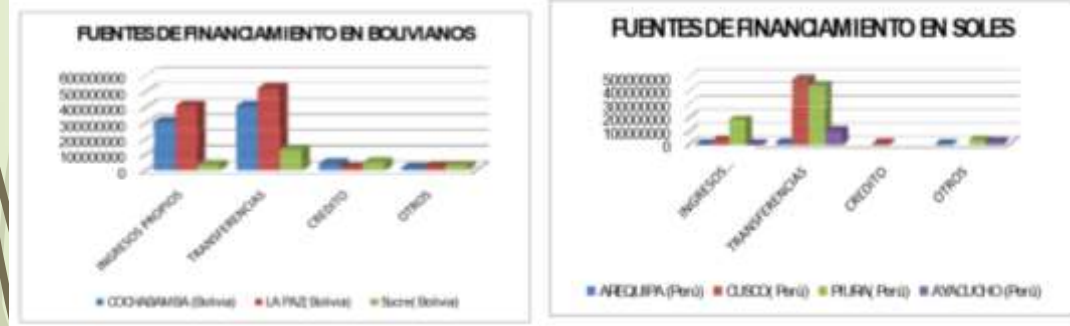 FUENTES DE FINANCIAMIENTO EN BOLIVIANOS
600000000
500000000
400000000
300000000
200000000
100000000
0
INGRESOS PROPIOS
TRANSFERENCIAS
CREDITO
OTROS
COCHABAMBA (Bolivia)
LA PAZ( Bolivia)
Sucre( Bolivia)
FUENTES DE FINANCIAMIENTO EN SOLES
500000000
400000000
300000000
200000000
100000000
0
INGRESOS...
TRANSFERENCIAS
CREDITO
OTROS
AREQUIPA (Perú)
CUSCO( Perú)
PIURA( Perú)
AYACUCHO (Perú)